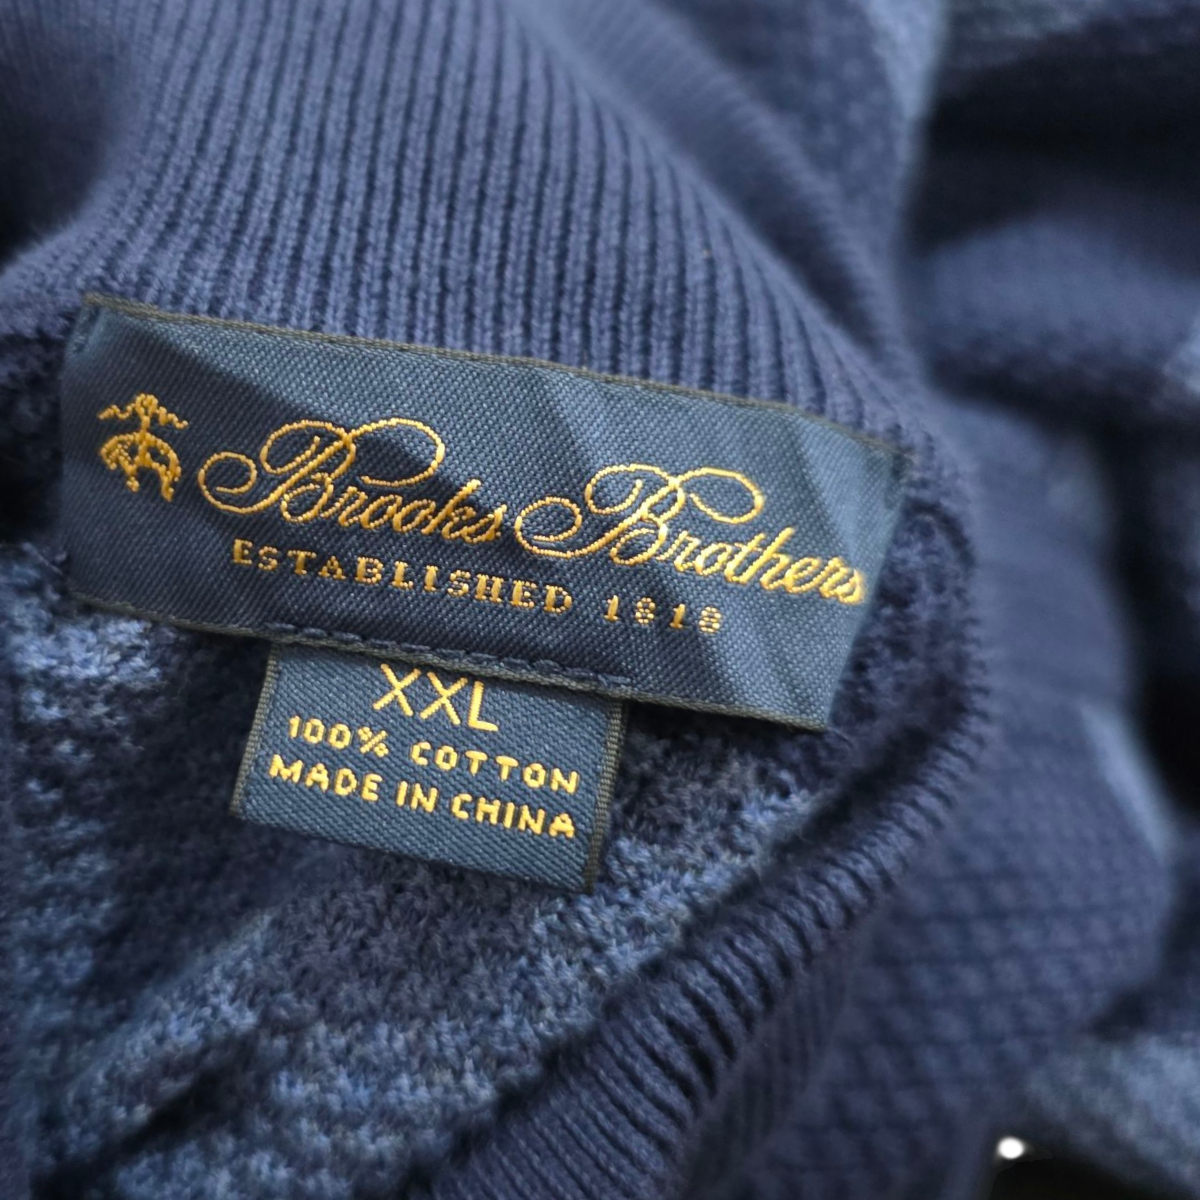 Brooks Brothers
ESTABLISHED 1818
XXL
100% COTTON
MADE IN CHINA